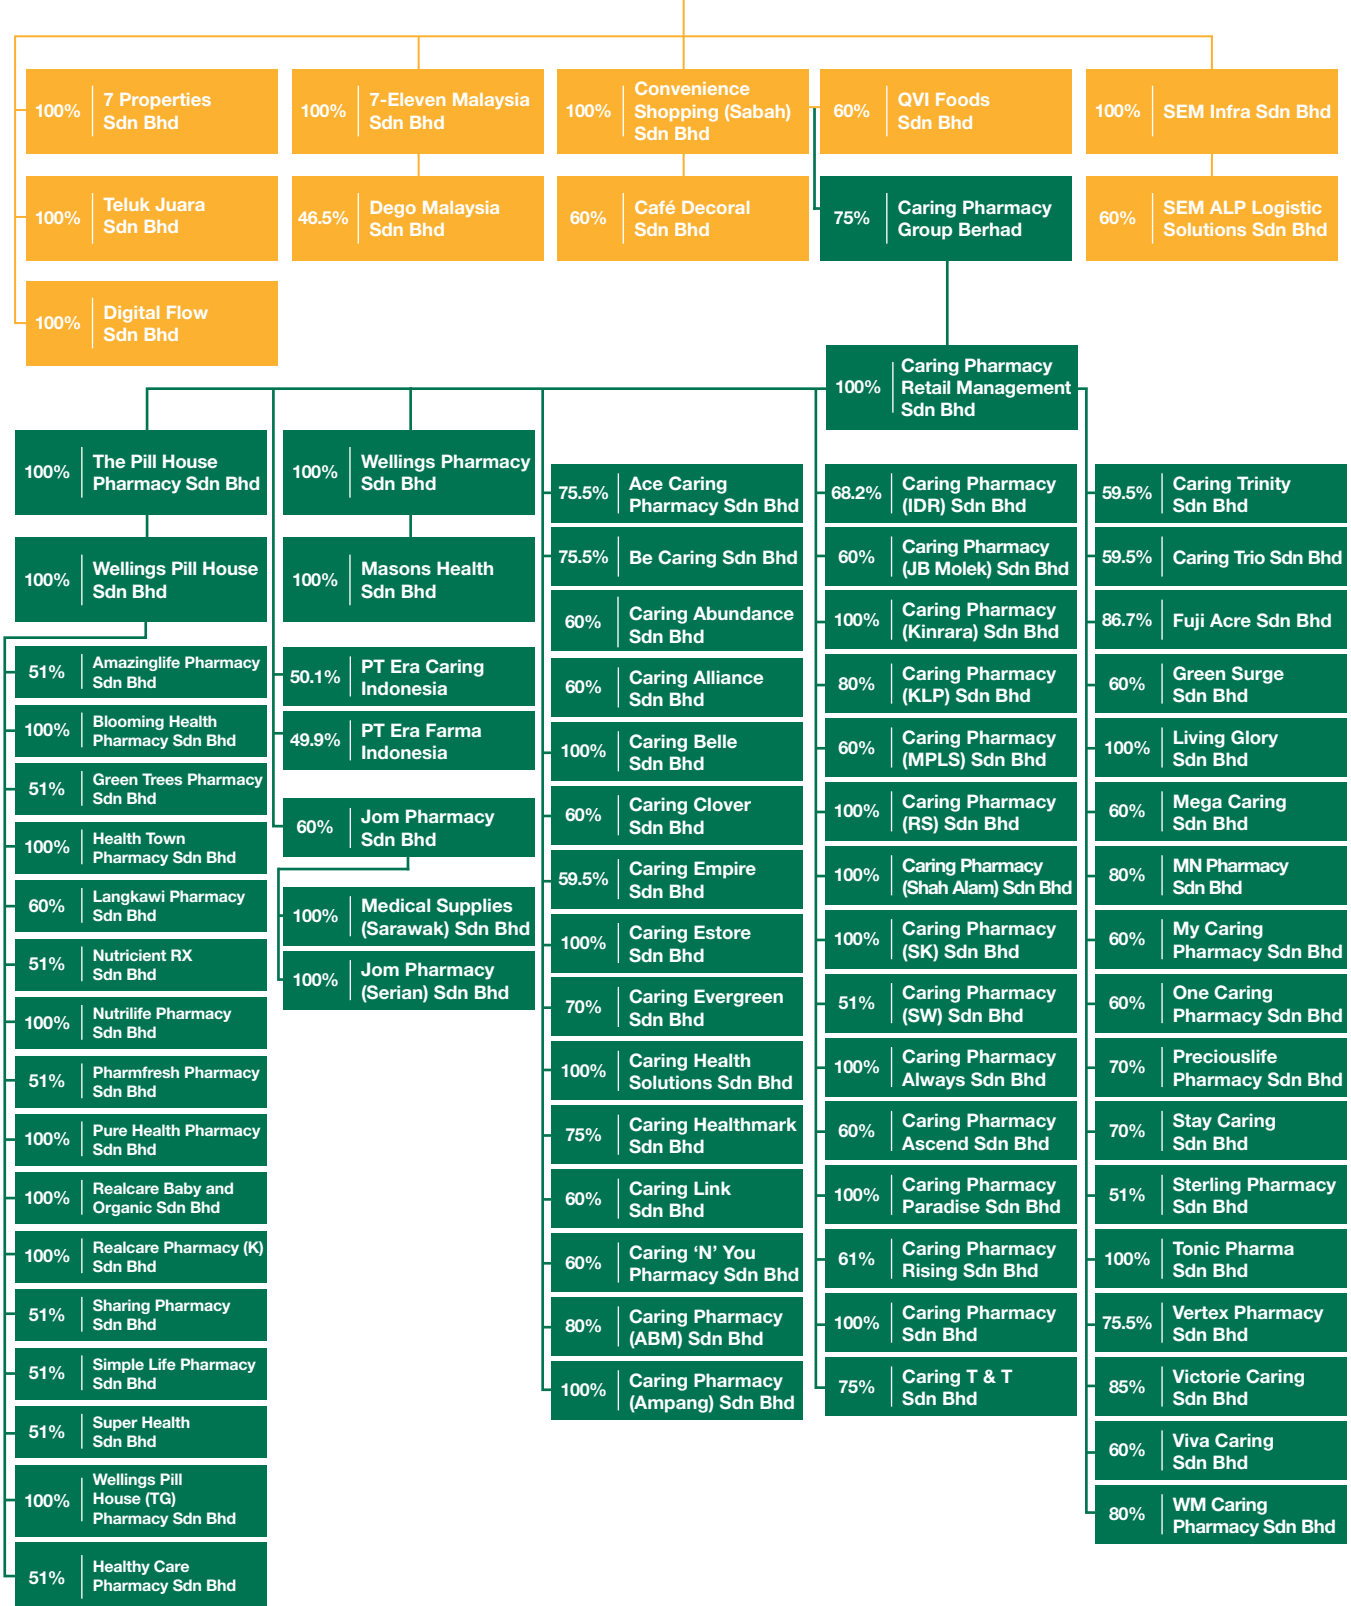 100%
7 Properties
Sdn Bhd
100%
7-Eleven Malaysia
Sdn Bhd
100%
Convenience
Shopping (Sabah)
Sdn Bhd
60%
QVI Foods
Sdn Bhd
100%
SEM Infra Sdn Bhd
100%
Teluk Juara
Sdn Bhd
46.5%
Dego Malaysia
Sdn Bhd
60%
Café Decoral
Sdn Bhd
75%
Caring Pharmacy
Group Berhad
60%
SEM ALP Logistic
Solutions Sdn Bhd
100%
Digital Flow
Sdn Bhd
100%
Caring Pharmacy
Retail Management
Sdn Bhd
100%
The Pill House
Pharmacy Sdn Bhd
100%
Wellings Pill House
Sdn Bhd
51%
Amazinglife Pharmacy
Sdn Bhd
100%
Blooming Health
Pharmacy Sdn Bhd
51%
Green Trees Pharmacy
Sdn Bhd
100%
Health Town
Pharmacy Sdn Bhd
60%
Langkawi Pharmacy
Sdn Bhd
51%
Nutricient RX
Sdn Bhd
100%
Nutrilife Pharmacy
Sdn Bhd
51%
Pharmfresh Pharmacy
Sdn Bhd
100%
Pure Health Pharmacy
Sdn Bhd
100%
Realcare Baby and
Organic Sdn Bhd
100%
Realcare Pharmacy (K)
Sdn Bhd
51%
Sharing Pharmacy
Sdn Bhd
51%
Simple Life Pharmacy
Sdn Bhd
51%
Super Health
Sdn Bhd
100%
Wellings Pill
House (TG)
Pharmacy Sdn Bhd
51%
Healthy Care
Pharmacy Sdn Bhd
100%
Wellings Pharmacy
Sdn Bhd
100%
Masons Health
Sdn Bhd
50.1%
PT Era Caring
Indonesia
49.9%
PT Era Farma
Indonesia
60%
Jom Pharmacy
Sdn Bhd
100%
Medical Supplies
(Sarawak) Sdn Bhd
100%
Jom Pharmacy
(Serian) Sdn Bhd
75.5%
Ace Caring
Pharmacy Sdn Bhd
75.5%
Be Caring Sdn Bhd
60%
Caring Abundance
Sdn Bhd
60%
Caring Alliance
Sdn Bhd
100%
Caring Belle
Sdn Bhd
60%
Caring Clover
Sdn Bhd
59.5%
Caring Empire
Sdn Bhd
100%
Caring Estore
Sdn Bhd
70%
Caring Evergreen
Sdn Bhd
100%
Caring Health
Solutions Sdn Bhd
75%
Caring Healthmark
Sdn Bhd
60%
Caring Link
Sdn Bhd
60%
Caring ‘N’ You
Pharmacy Sdn Bhd
80%
Caring Pharmacy
(ABM) Sdn Bhd
100%
Caring Pharmacy
(Ampang) Sdn Bhd
68.2%
Caring Pharmacy
(IDR) Sdn Bhd
60%
Caring Pharmacy
(JB Molek) Sdn Bhd
100%
Caring Pharmacy
(Kinrara) Sdn Bhd
80%
Caring Pharmacy
(KLP) Sdn Bhd
60%
Caring Pharmacy
(MPLS) Sdn Bhd
100%
Caring Pharmacy
(RS) Sdn Bhd
100%
Caring Pharmacy
(Shah Alam) Sdn Bhd
100%
Caring Pharmacy
(SK) Sdn Bhd
51%
Caring Pharmacy
(SW) Sdn Bhd
100%
Caring Pharmacy
Always Sdn Bhd
60%
Caring Pharmacy
Ascend Sdn Bhd
100%
Caring Pharmacy
Paradise Sdn Bhd
61%
Caring Pharmacy
Rising Sdn Bhd
100%
Caring Pharmacy
Sdn Bhd
75%
Caring T & T
Sdn Bhd
59.5%
Caring Trinity
Sdn Bhd
59.5%
Caring Trio Sdn Bhd
86.7%
Fuji Acre Sdn Bhd
60%
Green Surge
Sdn Bhd
100%
Living Glory
Sdn Bhd
60%
Mega Caring
Sdn Bhd
80%
MN Pharmacy
Sdn Bhd
60%
My Caring
Pharmacy Sdn Bhd
60%
One Caring
Pharmacy Sdn Bhd
70%
Preciouslife
Pharmacy Sdn Bhd
70%
Stay Caring
Sdn Bhd
51%
Sterling Pharmacy
Sdn Bhd
100%
Tonic Pharma
Sdn Bhd
75.5%
Vertex Pharmacy
Sdn Bhd
85%
Victorie Caring
Sdn Bhd
60%
Viva Caring
Sdn Bhd
80%
WM Caring
Pharmacy Sdn Bhd